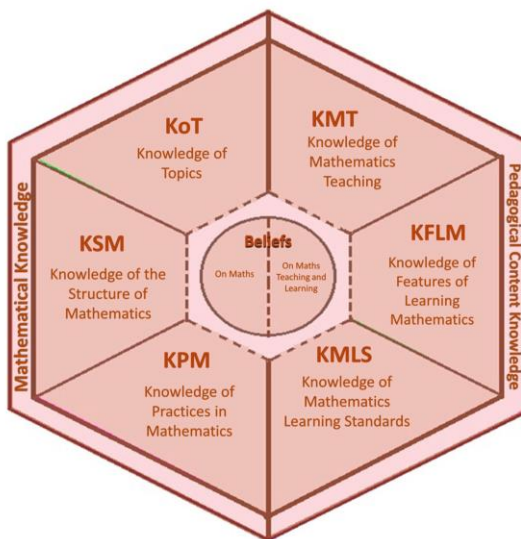 KoT
Knowledge of
Topics
KMT
Knowledge of
Mathematics
Teaching
Mathematical Knowledge
KSM
Knowledge of the
Structure of
Mathematics
Beliefs
On Maths
On Maths
Teaching and
Learning
KFLM
Knowledge of
Features of
Learning
Mathematics
Pedagogical Content Knowledge
KPM
Knowledge of
Practices in
Mathematics
KMLS
Knowledge of
Mathematics
Learning Standards